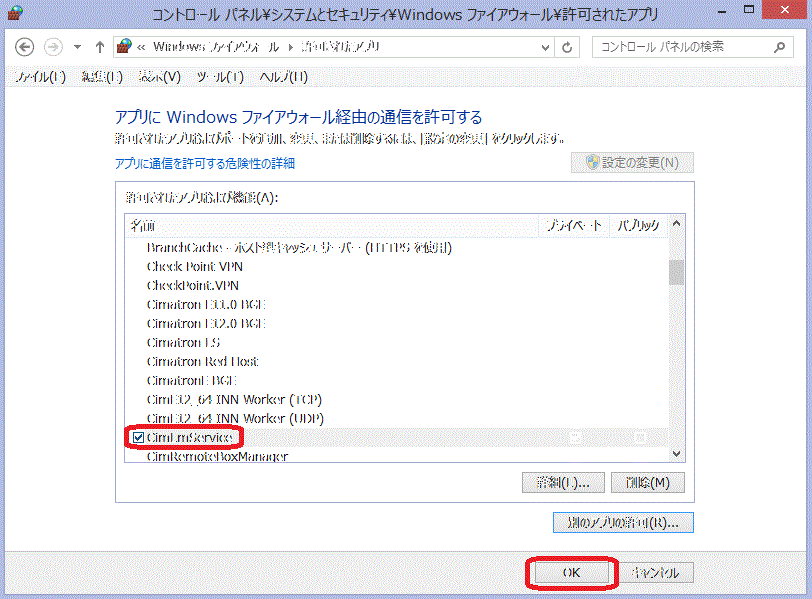 コントロール パネル¥システムとセキュリティ¥Windows ファイアウォール¥許可されたアプリ
« Windows ファイアウォール › 許可されたアプリ
コントロール パネルの検索
ファイル(F) 編集(E) 表示(V) ツール(T) ヘルプ(H)
アプリに Windows ファイアウォール経由の通信を許可する
許可されたアプリおよびポートを追加、変更、または削除するには、[設定の変更] をクリックします。
アプリに通信を許可する危険性の詳細
設定の変更(N)
許可されたアプリおよび機能(A):
名前 プライベート パブリック
BranchCache - ホスト型キャッシュ サーバー (HTTPS を使用)
Check Point VPN
CheckPoint.VPN
Cimatron E11.0 BGE
Cimatron E12.0 BGE
Cimatron LS
Cimatron Red Host
CimatronE BGE
CimE12_64 INN Worker (TCP)
CimE12_64 INN Worker (UDP)
CimLmService
CimRemoteBoxManager
詳細(L)... 削除(M)
別のアプリの許可(R)...
OK キャンセル